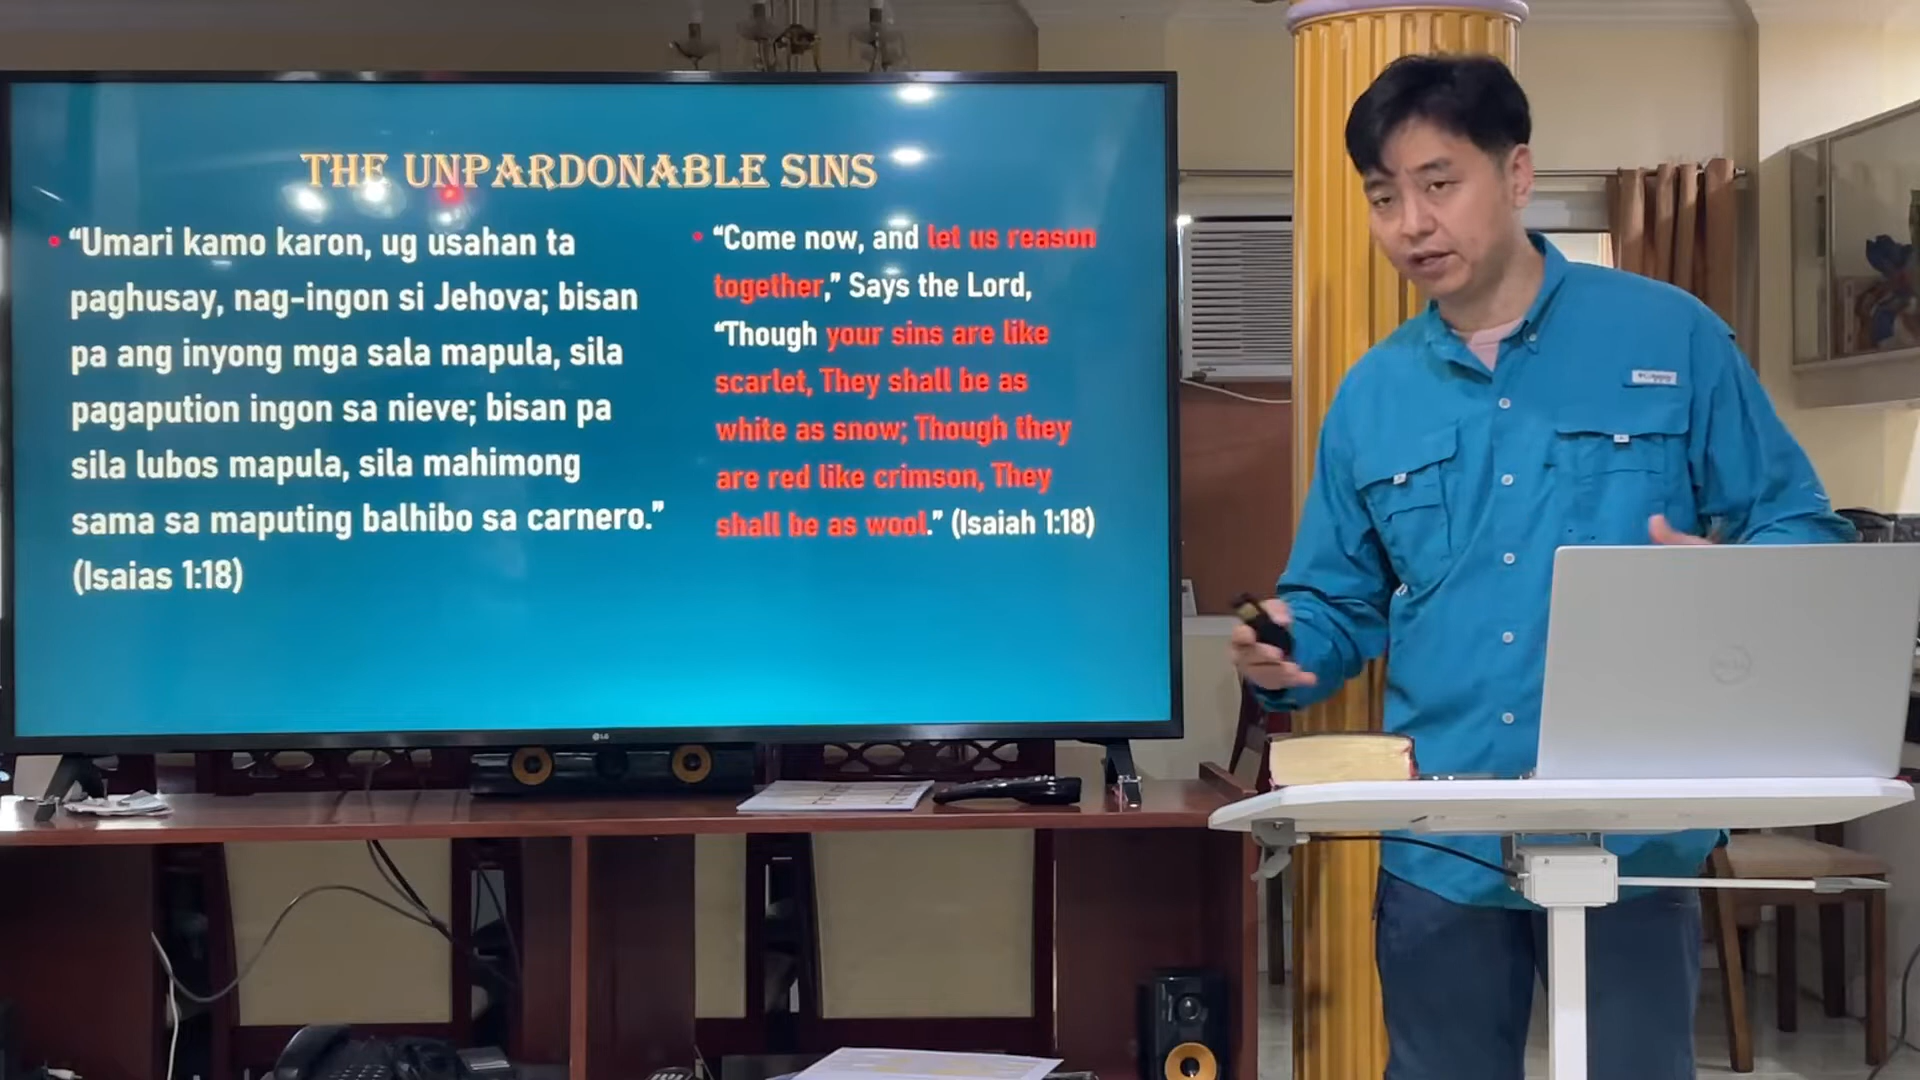 THE UNPARDONABLE SINS
• “Umari kamo karon, ug usahan ta
paghusay, nag-ingon si Jehova; bisan
pa ang inyong mga sala mapula, sila
pagapution ingon sa nieve; bisan pa
sila lubos mapula, sila mahimong
sama sa maputing balhibo sa carnero.”
(Isaias 1:18)
• “Come now, and let us reason
together,” Says the Lord,
“Though your sins are like
scarlet, They shall be as
white as snow; Though they
are red like crimson, They
shall be as wool.” (Isaiah 1:18)
LG
DELL